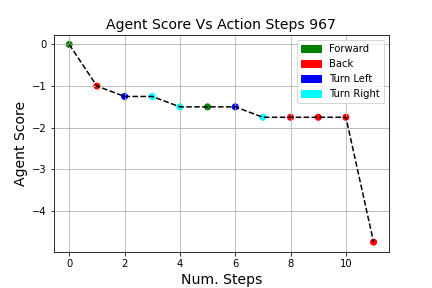 Agent Score Vs Action Steps 967
Forward
Back
Turn Left
Turn Right
0
−1
−2
−3
−4
Agent Score
0 2 4 6 8 10
Num. Steps